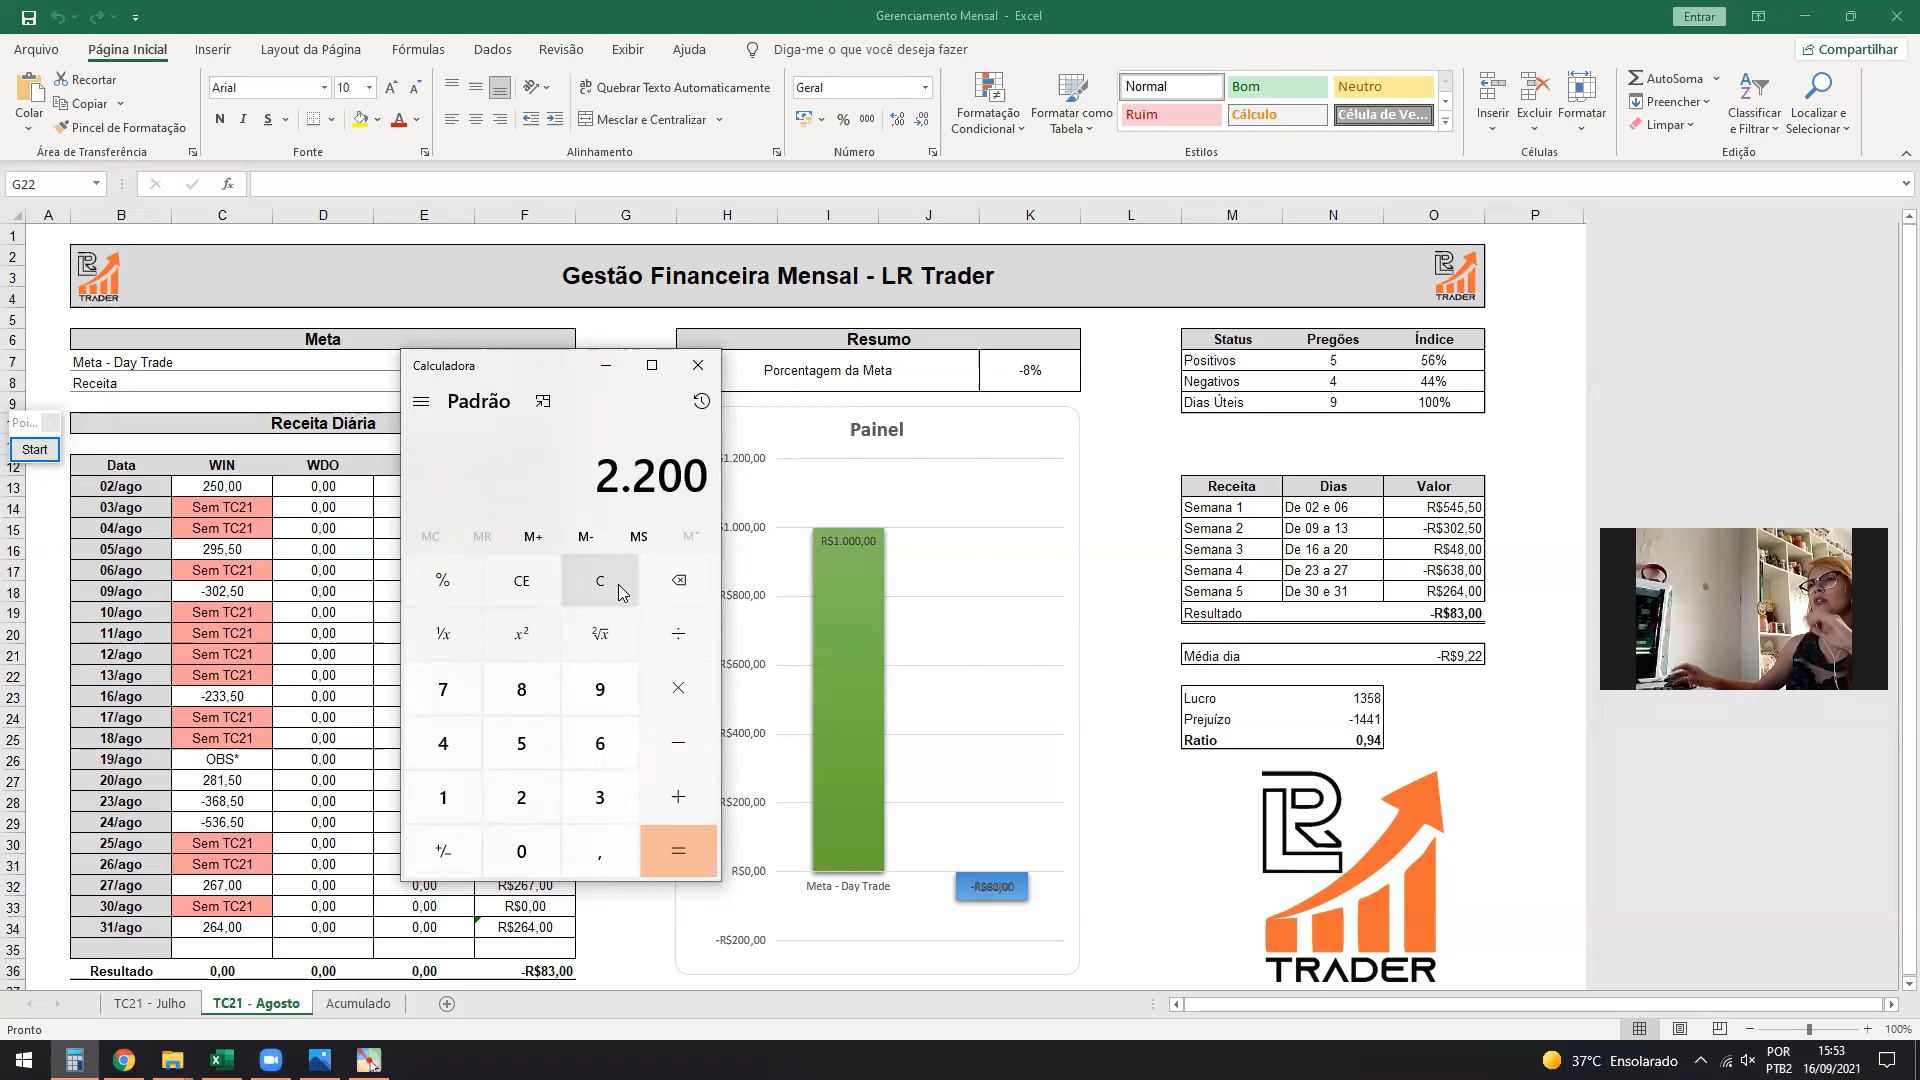 Gerenciamento Mensal - Excel
Entrar
Arquivo Página Inicial Inserir Layout da Página Fórmulas Dados Revisão Exibir Ajuda Diga-me o que você deseja fazer Compartilhar
Colar
Recortar
Copiar
Pincel de Formatação
Área de Transferência
Arial 10
N I S
Fonte
Quebrar Texto Automaticamente
Mesclar e Centralizar
Alinhamento
Geral
% 000
Número
Formatação Condicional
Formatar como Tabela
Normal Bom Neutro
Ruim Cálculo Célula de Ve...
Estilos
Inserir Excluir Formatar
Células
AutoSoma
Preencher
Limpar
Classificar e Filtrar
Localizar e Selecionar
Edição
G22
fx
A B C D E F G H I J K L M N O P
Gestão Financeira Mensal - LR Trader
LR TRADER
LR TRADER
Meta
Meta - Day Trade
Receita
Receita Diária
Data WIN WDO
02/ago 250,00 0,00
03/ago Sem TC21 0,00
04/ago Sem TC21 0,00
05/ago 295,50 0,00
06/ago Sem TC21 0,00
09/ago -302,50 0,00
10/ago Sem TC21 0,00
11/ago Sem TC21 0,00
12/ago Sem TC21 0,00
13/ago Sem TC21 0,00
16/ago -233,50 0,00
17/ago Sem TC21 0,00
18/ago Sem TC21 0,00
19/ago OBS* 0,00
20/ago 281,50 0,00
23/ago -368,50 0,00
24/ago -536,50 0,00
25/ago Sem TC21 0,00
26/ago Sem TC21 0,00
27/ago 267,00 0,00 0,00 R$267,00
30/ago Sem TC21 0,00 0,00 R$0,00
31/ago 264,00 0,00 0,00 R$264,00
Resultado 0,00 0,00 0,00 -R$83,00
Poi...
Start
Calculadora
Padrão
2.200
MC MR M+ M- MS M
% CE C
¹/x x² ²√x ÷
7 8 9 ×
4 5 6 −
1 2 3 +
+/- 0 , =
Resumo
Porcentagem da Meta -8%
Painel
1.200,00
1.000,00
R$800,00
R$600,00
R$400,00
R$200,00
R$0,00
-R$200,00
R$1.000,00
Meta - Day Trade
Status Pregões Índice
Positivos 5 56%
Negativos 4 44%
Dias Úteis 9 100%
Receita Dias Valor
Semana 1 De 02 e 06 R$545,50
Semana 2 De 09 a 13 -R$302,50
Semana 3 De 16 a 20 R$48,00
Semana 4 De 23 a 27 -R$638,00
Semana 5 De 30 e 31 R$264,00
Resultado -R$83,00
Média dia -R$9,22
Lucro 1358
Prejuízo -1441
Ratio 0,94
LR
TRADER
TC21 - Julho TC21 - Agosto Acumulado
Pronto
100%
37°C Ensolarado
POR
PTB2
15:53
16/09/2021